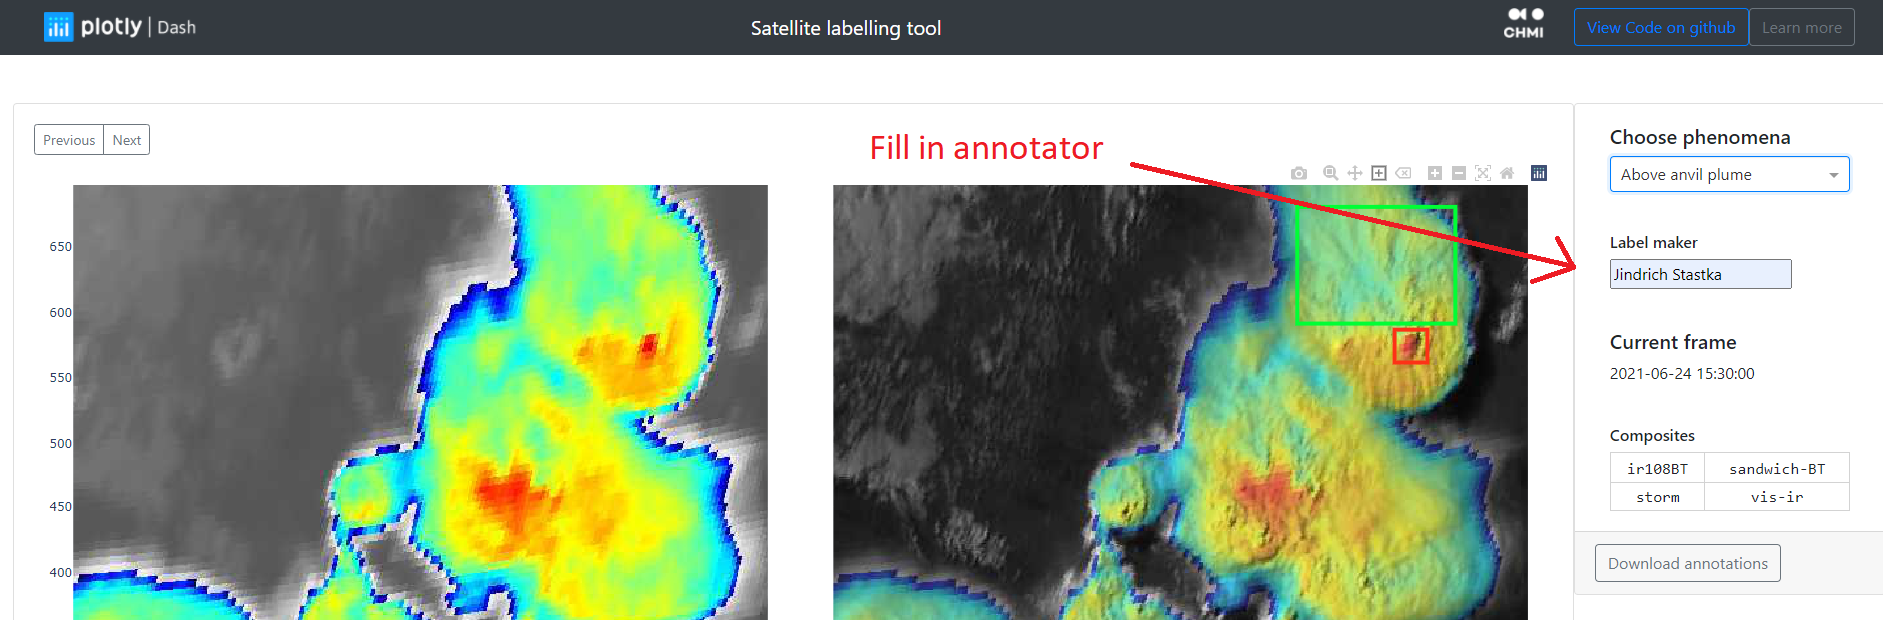 plotly | Dash
Satellite labelling tool
CHMI
View Code on github
Learn more
Previous
Next
Fill in annotator
650
600
550
500
450
400
Choose phenomena
Above anvil plume
Label maker
Jindrich Stastka
Current frame
2021-06-24 15:30:00
Composites
ir108BT sandwich-BT
storm vis-ir
Download annotations